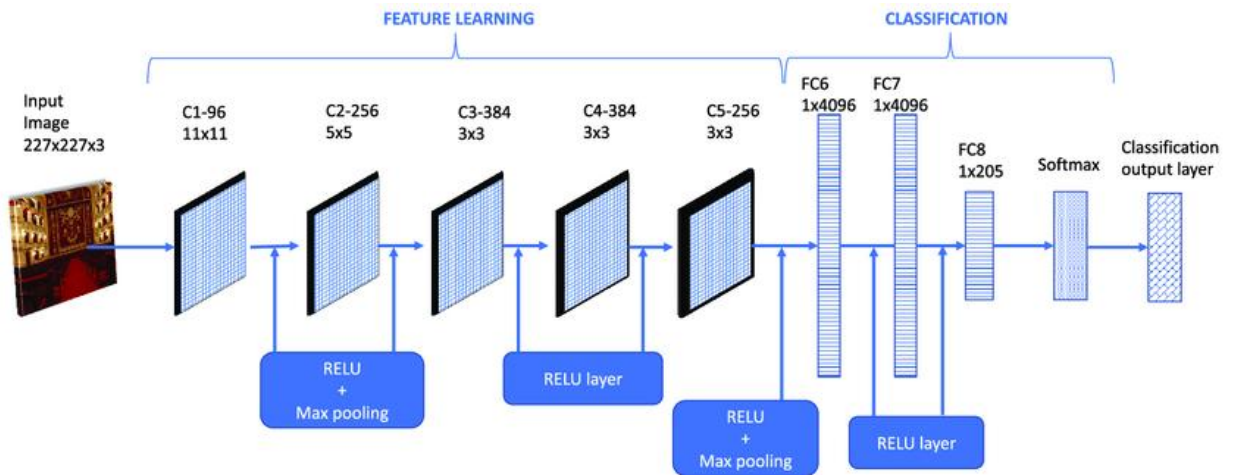 FEATURE LEARNING
CLASSIFICATION
Input
Image
227x227x3
C1-96
11x11
C2-256
5x5
C3-384
3x3
C4-384
3x3
C5-256
3x3
FC6
1x4096
FC7
1x4096
FC8
1x205
Softmax
Classification
output layer
RELU
+
Max pooling
RELU layer
RELU
+
Max pooling
RELU layer